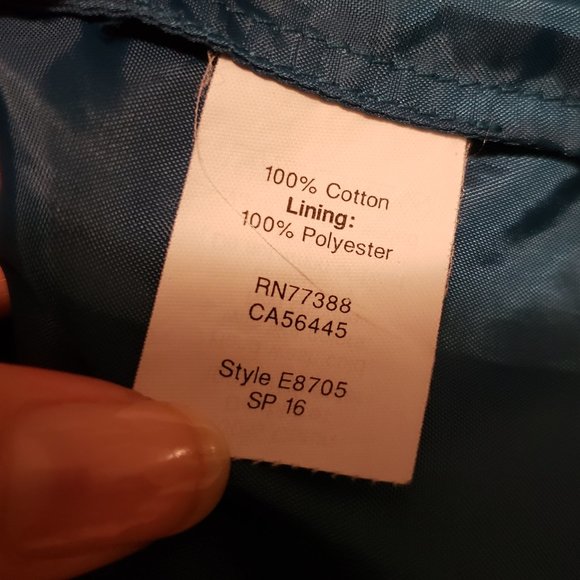 100% Cotton
Lining:
100% Polyester
RN77388
CA56445
Style E8705
SP 16